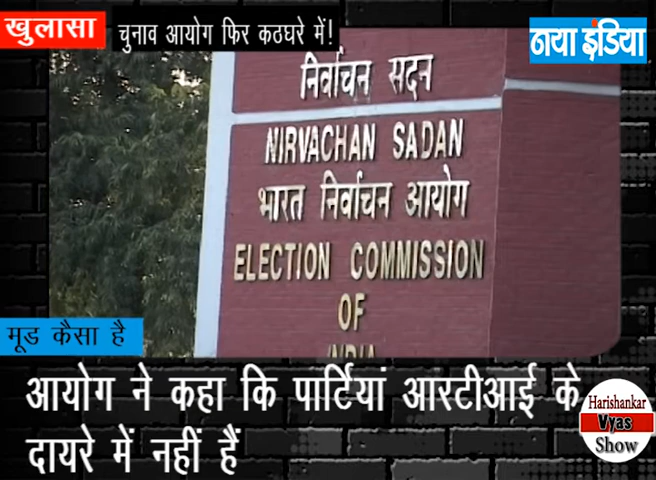 खुलासा
चुनाव आयोग फिर कठघरे में!
नया इंडिया
निर्वाचन सदन
NIRVACHAN SADAN
भारत निर्वाचन आयोग
ELECTION COMMISSION
OF
INDIA
मूड कैसा है
आयोग ने कहा कि पार्टियां आरटीआई के
दायरे में नहीं हैं
Harishankar
Vyas
Show